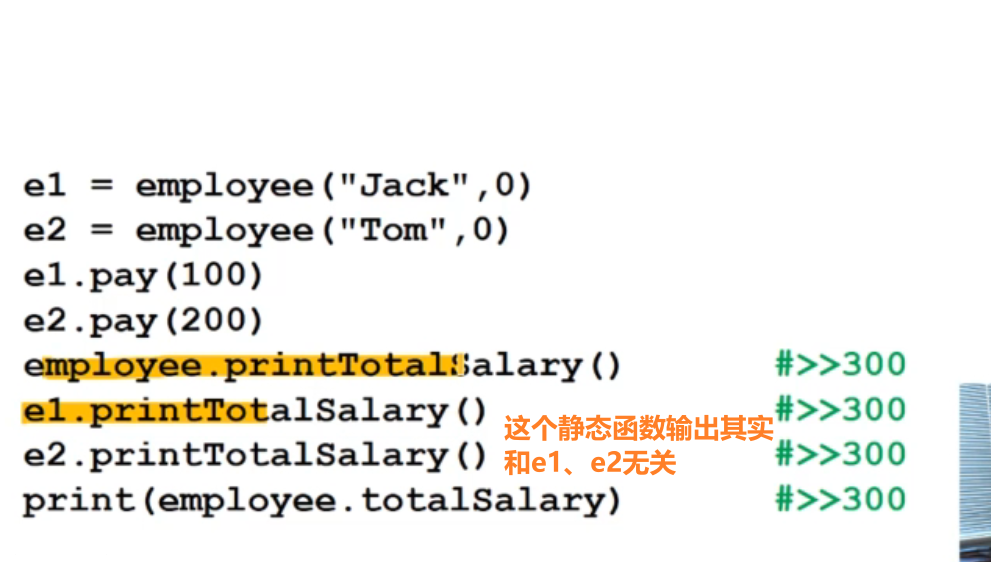 e1 = employee("Jack",0)
e2 = employee("Tom",0)
e1.pay(100)
e2.pay(200)
employee.printTotalSalary() #>>300
e1.printTotalSalary() #>>300
这个静态函数输出其实
e2.printTotalSalary() #>>300
和e1、e2无关
print(employee.totalSalary) #>>300